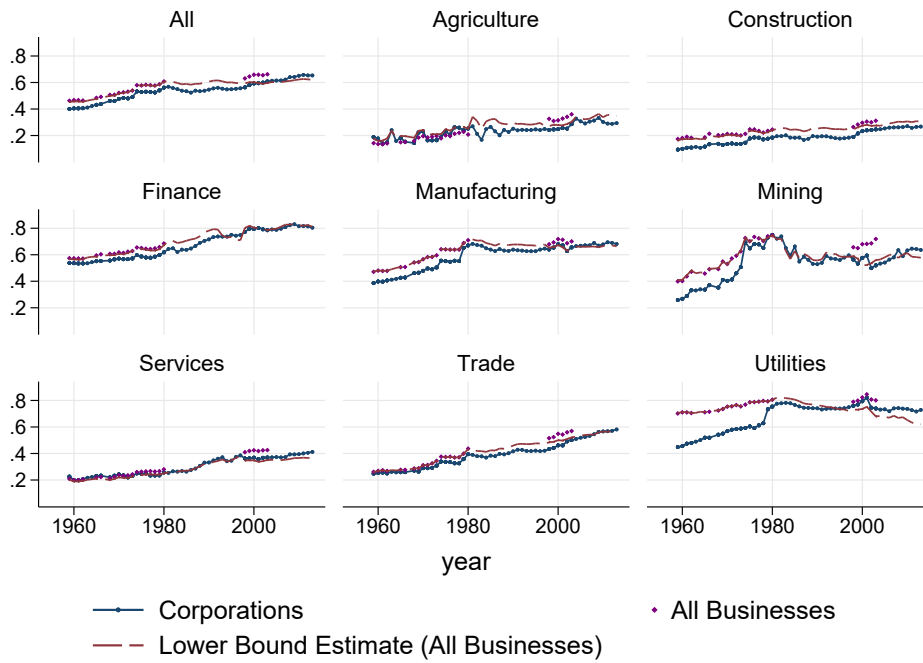 All Agriculture Construction
.8
.6
.4
.2
Finance Manufacturing Mining
.8
.6
.4
.2
Services Trade Utilities
.8
.6
.4
.2
1960 1980 2000 1960 1980 2000 1960 1980 2000
year
Corporations All Businesses
Lower Bound Estimate (All Businesses)